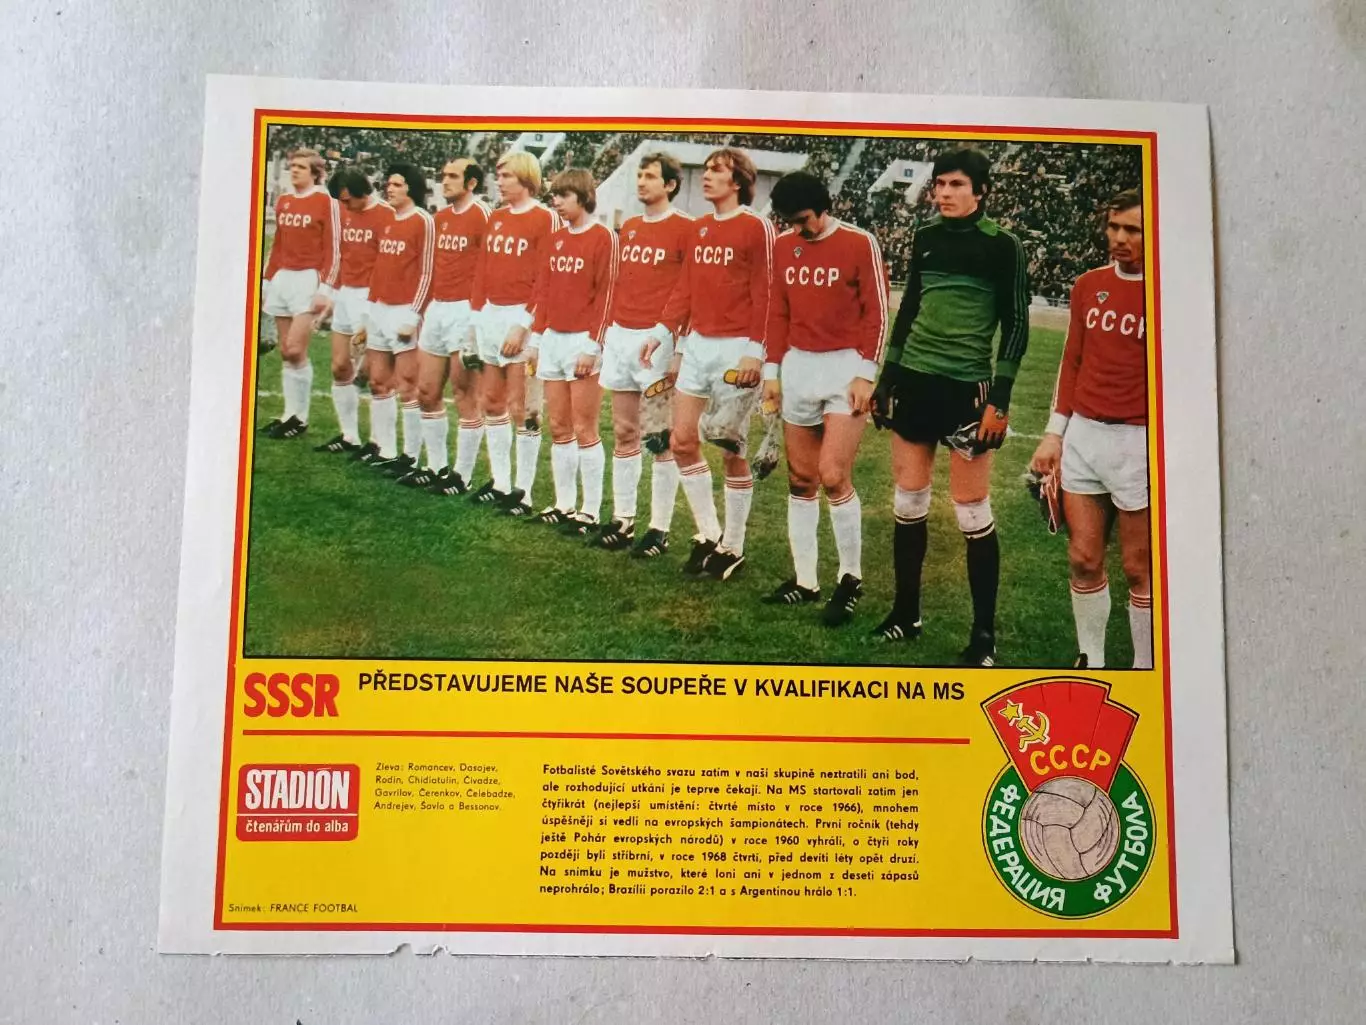 CCCP
CCCP
CCCP
CCCP
CCCP
CCCP
CCCP
CCCP
CCCP
CCCP
SSSR
PŘEDSTAVUJEME NAŠE SOUPEŘE V KVALIFIKACI NA MS
STADIÓN
čtenářům do alba
Zleva: Romancev, Dasajev,
Rodin, Chidiatulin, Čivadze,
Gavrilov, Čerenkov, Čelebadze,
Andrejev, Šavlo a Bessonov.
Fotbalisté Sovětského svazu zatím v naší skupině neztratili ani bod,
ale rozhodující utkání je teprve čekají. Na MS startovali zatím jen
čtyřikrát (nejlepší umístění: čtvrté místo v roce 1966), mnohem
úspěšněji si vedli na evropských šampionátech. První ročník (tehdy
ještě Pohár evropských národů) v roce 1960 vyhráli, o čtyři roky
později byli stříbrní, v roce 1968 čtvrtí, před devíti léty opět druzí.
Na snímku je mužstvo, které loni ani v jednom z deseti zápasů
neprohrálo; Brazílii porazilo 2:1 a s Argentinou hrálo 1:1.
Snímek: FRANCE FOOTBAL
СССР
ФЕДЕРАЦИЯ ФУТБОЛА